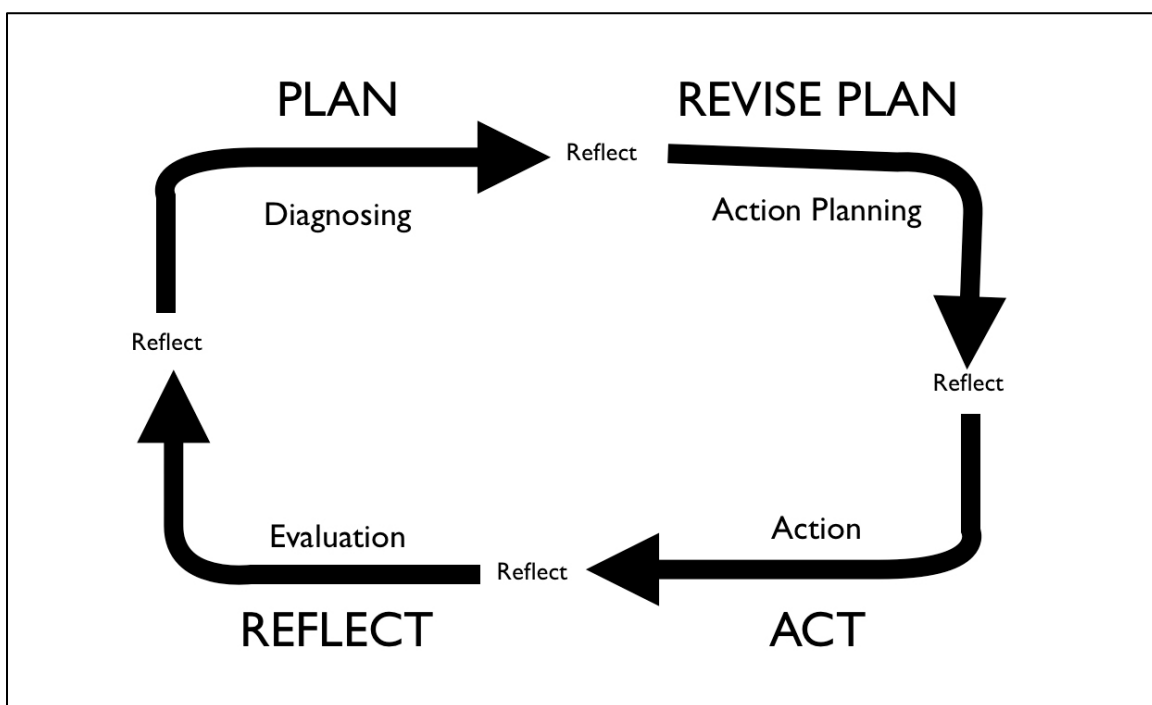 PLAN
REVISE PLAN
Reflect
Diagnosing
Action Planning
Reflect
Reflect
Evaluation
Action
Reflect
REFLECT
ACT